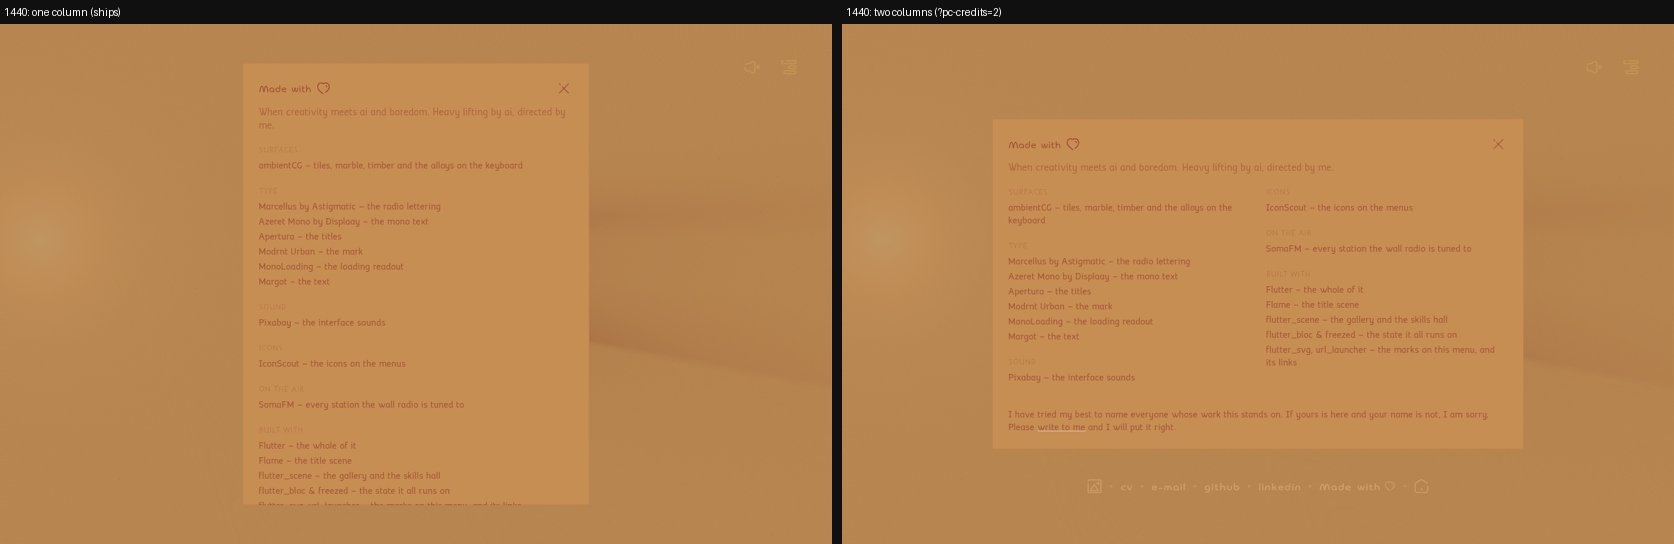 1440: one column (ships)
Made with
When creativity meets ai and boredom. Heavy lifting by ai, directed by
me.
SURFACES
ambientCG – tiles, marble, timber and the alloys on the keyboard
TYPE
Marcellus by Astigmatic – the radio lettering
Azeret Mono by Displaay – the mono text
Apertura – the titles
Modrnt Urban – the mark
MonoLoading – the loading readout
Margot – the text
SOUND
Pixabay – the interface sounds
ICONS
IconScout – the icons on the menus
ON THE AIR
SomaFM – every station the wall radio is tuned to
BUILT WITH
Flutter – the whole of it
Flame – the title scene
flutter_scene – the gallery and the skills hall
flutter_bloc & freezed – the state it all runs on
flutter_svg, url_launcher – the marks on this menu, and its links
1440: two columns (?pc-credits=2)
Made with
When creativity meets ai and boredom. Heavy lifting by ai, directed by me.
SURFACES
ambientCG – tiles, marble, timber and the alloys on the
keyboard
TYPE
Marcellus by Astigmatic – the radio lettering
Azeret Mono by Displaay – the mono text
Apertura – the titles
Modrnt Urban – the mark
MonoLoading – the loading readout
Margot – the text
SOUND
Pixabay – the interface sounds
ICONS
IconScout – the icons on the menus
ON THE AIR
SomaFM – every station the wall radio is tuned to
BUILT WITH
Flutter – the whole of it
Flame – the title scene
flutter_scene – the gallery and the skills hall
flutter_bloc & freezed – the state it all runs on
flutter_svg, url_launcher – the marks on this menu, and
its links
I have tried my best to name everyone whose work this stands on. If yours is here and your name is not, I am sorry.
Please write to me and I will put it right.
cv · e-mail · github · linkedin · Made with